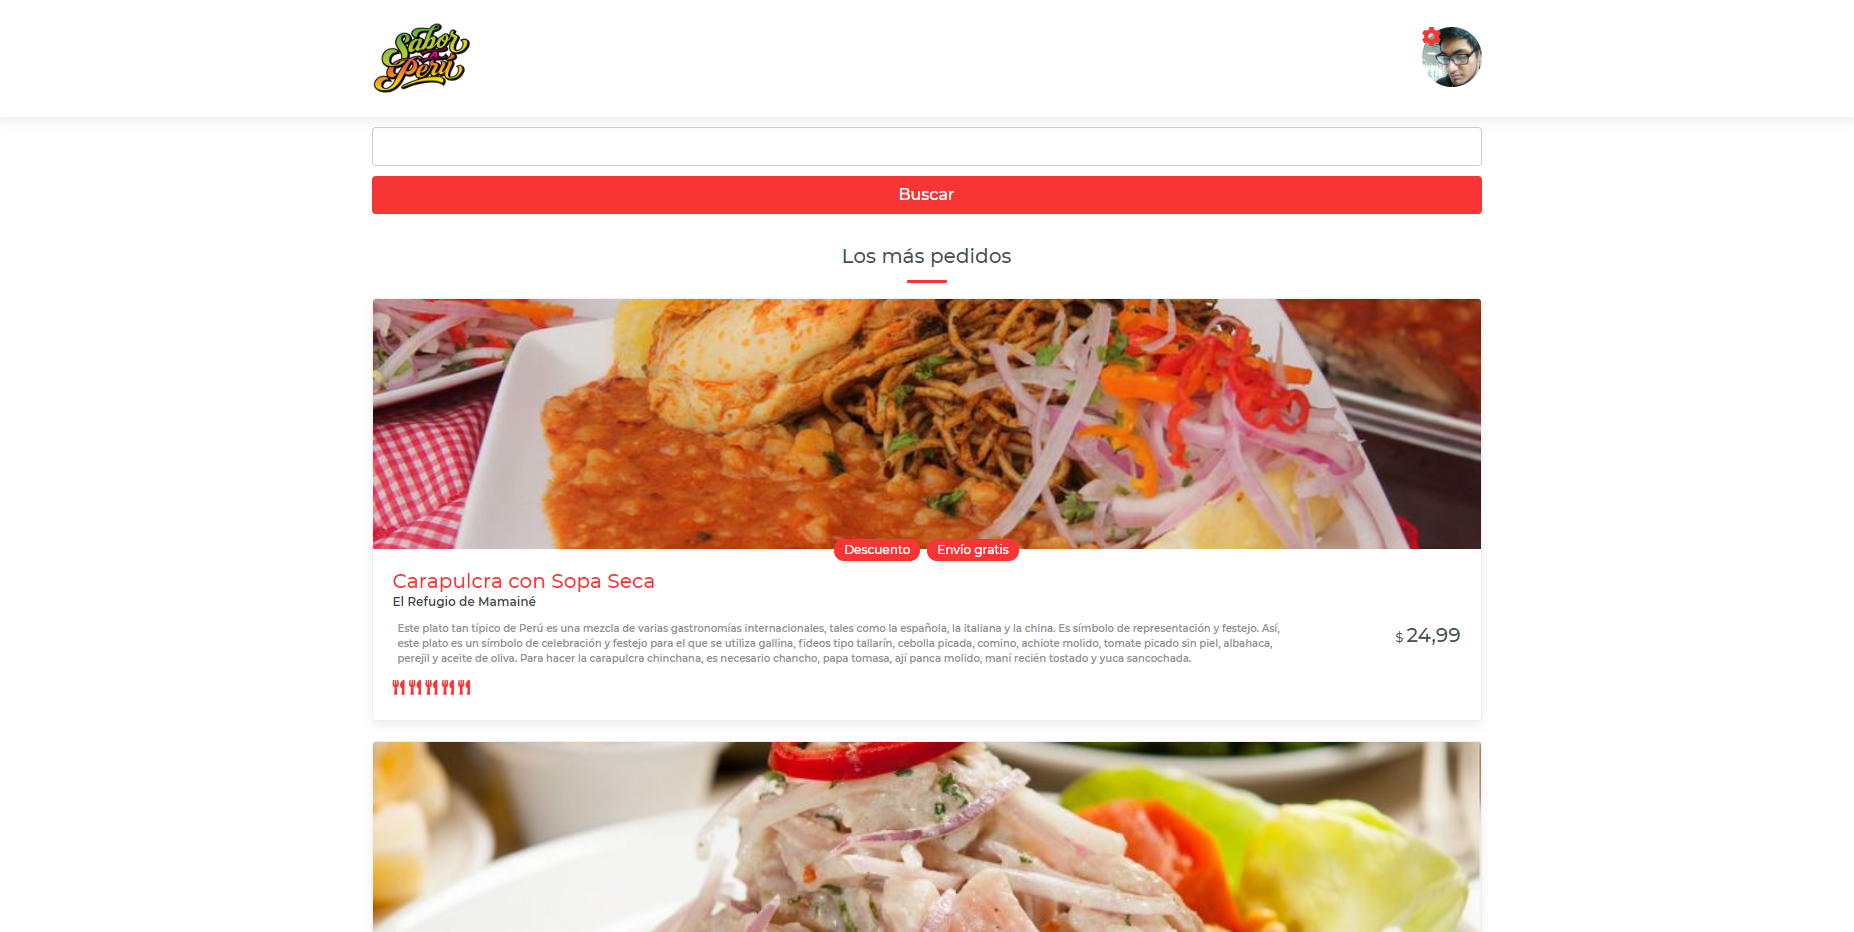 Sabor
A
Perú
Buscar
Los más pedidos
Descuento
Envío gratis
Carapulcra con Sopa Seca
El Refugio de Mamainé
Este plato tan típico de Perú es una mezcla de varias gastronomías internacionales, tales como la española, la italiana y la china. Es símbolo de representación y festejo. Así,
este plato es un símbolo de celebración y festejo para el que se utiliza gallina, fideos tipo tallarín, cebolla picada, comino, achiote molido, tomate picado sin piel, albahaca,
perejil y aceite de oliva. Para hacer la carapulcra chinchana, es necesario chancho, papa tomasa, ají panca molido, maní recién tostado y yuca sancochada.
$ 24,99